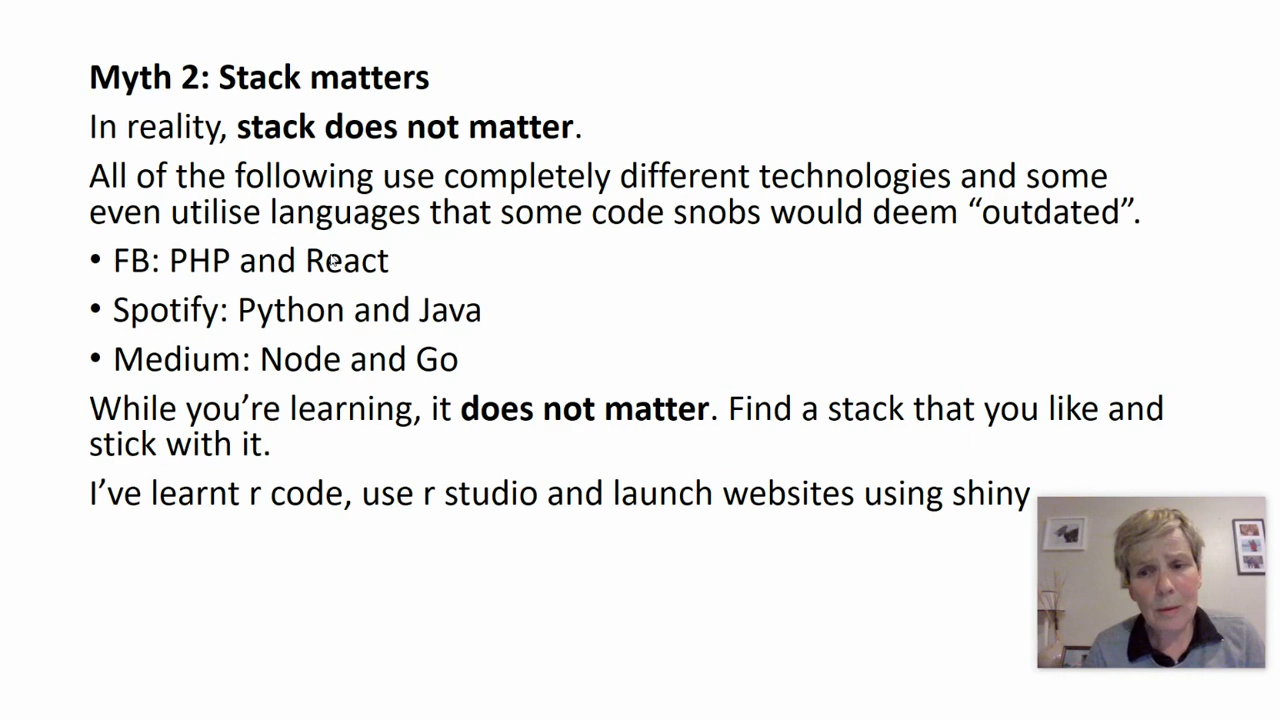 Myth 2: Stack matters
In reality, stack does not matter.
All of the following use completely different technologies and some
even utilise languages that some code snobs would deem “outdated”.
• FB: PHP and React
• Spotify: Python and Java
• Medium: Node and Go
While you’re learning, it does not matter. Find a stack that you like and
stick with it.
I’ve learnt r code, use r studio and launch websites using shiny